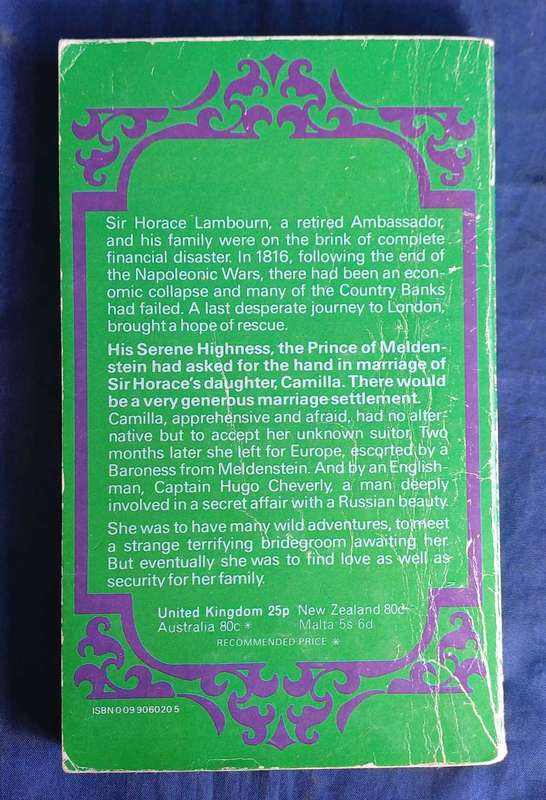 Sir Horace Lambourn, a retired Ambassador,
and his family were on the brink of complete
financial disaster. In 1816, following the end of
the Napoleonic Wars, there had been an econ-
omic collapse and many of the Country Banks
had failed. A last desperate journey to London,
brought a hope of rescue.
His Serene Highness, the Prince of Melden-
stein had asked for the hand in marriage of
Sir Horace's daughter, Camilla. There would
be a very generous marriage settlement.
Camilla, apprehensive and afraid, had no alter-
native but to accept her unknown suitor. Two
months later she left for Europe, escorted by a
Baroness from Meldenstein. And by an English-
man, Captain Hugo Cheverly, a man deeply
involved in a secret affair with a Russian beauty.
She was to have many wild adventures, to meet
a strange terrifying bridegroom awaiting her.
But eventually she was to find love as well as
security for her family.
United Kingdom 25p New Zealand 80c
Australia 80c * Malta 5s 6d
RECOMMENDED PRICE *
ISBN 0 09 906020 5